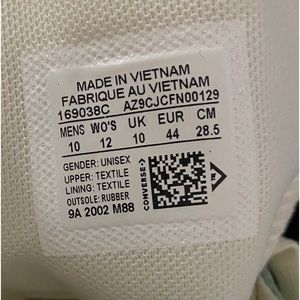 MADE IN VIETNAM
FABRIQUE AU VIETNAM
169038C AZ9CJCFN00129
MENS WO'S UK EUR CM
10 12 10 44 28.5
GENDER: UNISEX
UPPER: TEXTILE
LINING: TEXTILE
OUTSOLE: RUBBER
9A 2002 M88
CONVERSE